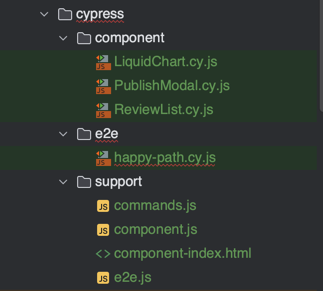 cypress
component
JS LiquidChart.cy.js
JS PublishModal.cy.js
JS ReviewList.cy.js
e2e
JS happy-path.cy.js
support
JS commands.js
JS component.js
<> component-index.html
JS e2e.js